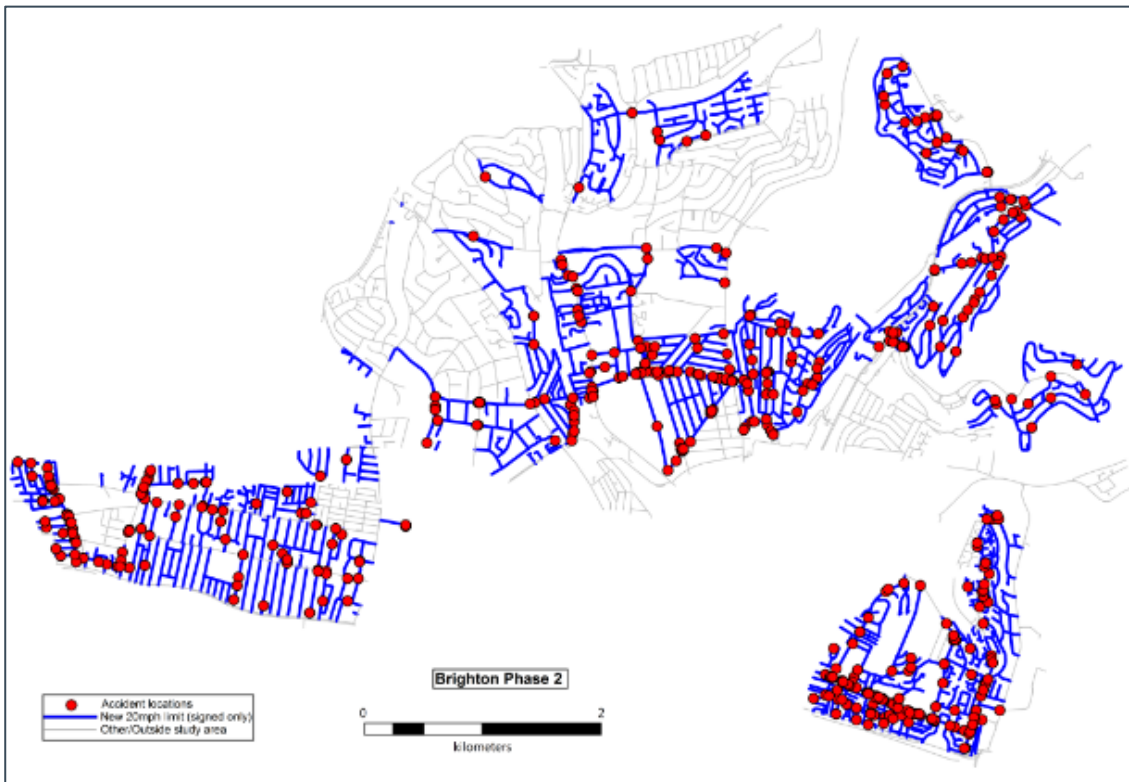 Brighton Phase 2
Accident locations
New 20mph limit (signed only)
Other/Outside study area
0 2
kilometers